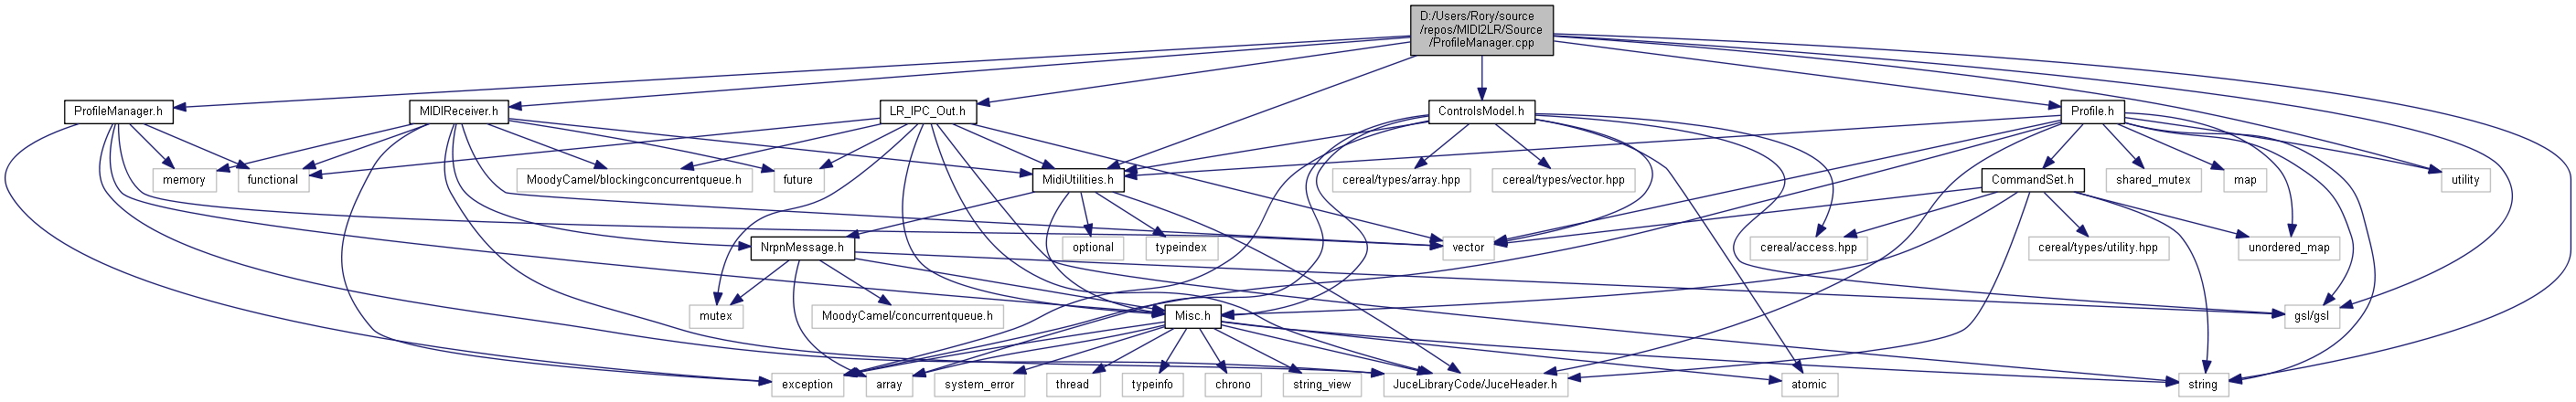 D:/Users/Rory/source
/repos/MIDI2LR/Source
/ProfileManager.cpp
ProfileManager.h
MIDIReceiver.h
LR_IPC_Out.h
ControlsModel.h
Profile.h
memory
functional
MoodyCamel/blockingconcurrentqueue.h
future
MidiUtilities.h
cereal/types/array.hpp
cereal/types/vector.hpp
CommandSet.h
shared_mutex
map
utility
NrpnMessage.h
optional
typeindex
vector
cereal/access.hpp
cereal/types/utility.hpp
unordered_map
mutex
MoodyCamel/concurrentqueue.h
Misc.h
gsl/gsl
exception
array
system_error
thread
typeinfo
chrono
string_view
JuceLibraryCode/JuceHeader.h
atomic
string